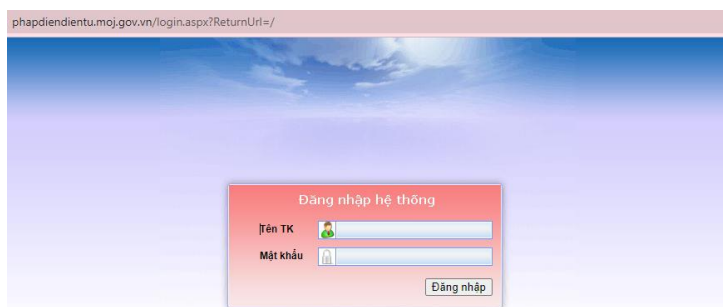 phapdiendientu.moj.gov.vn/login.aspx?ReturnUrl=/
Đăng nhập hệ thống
Tên TK
Mật khẩu
Đăng nhập